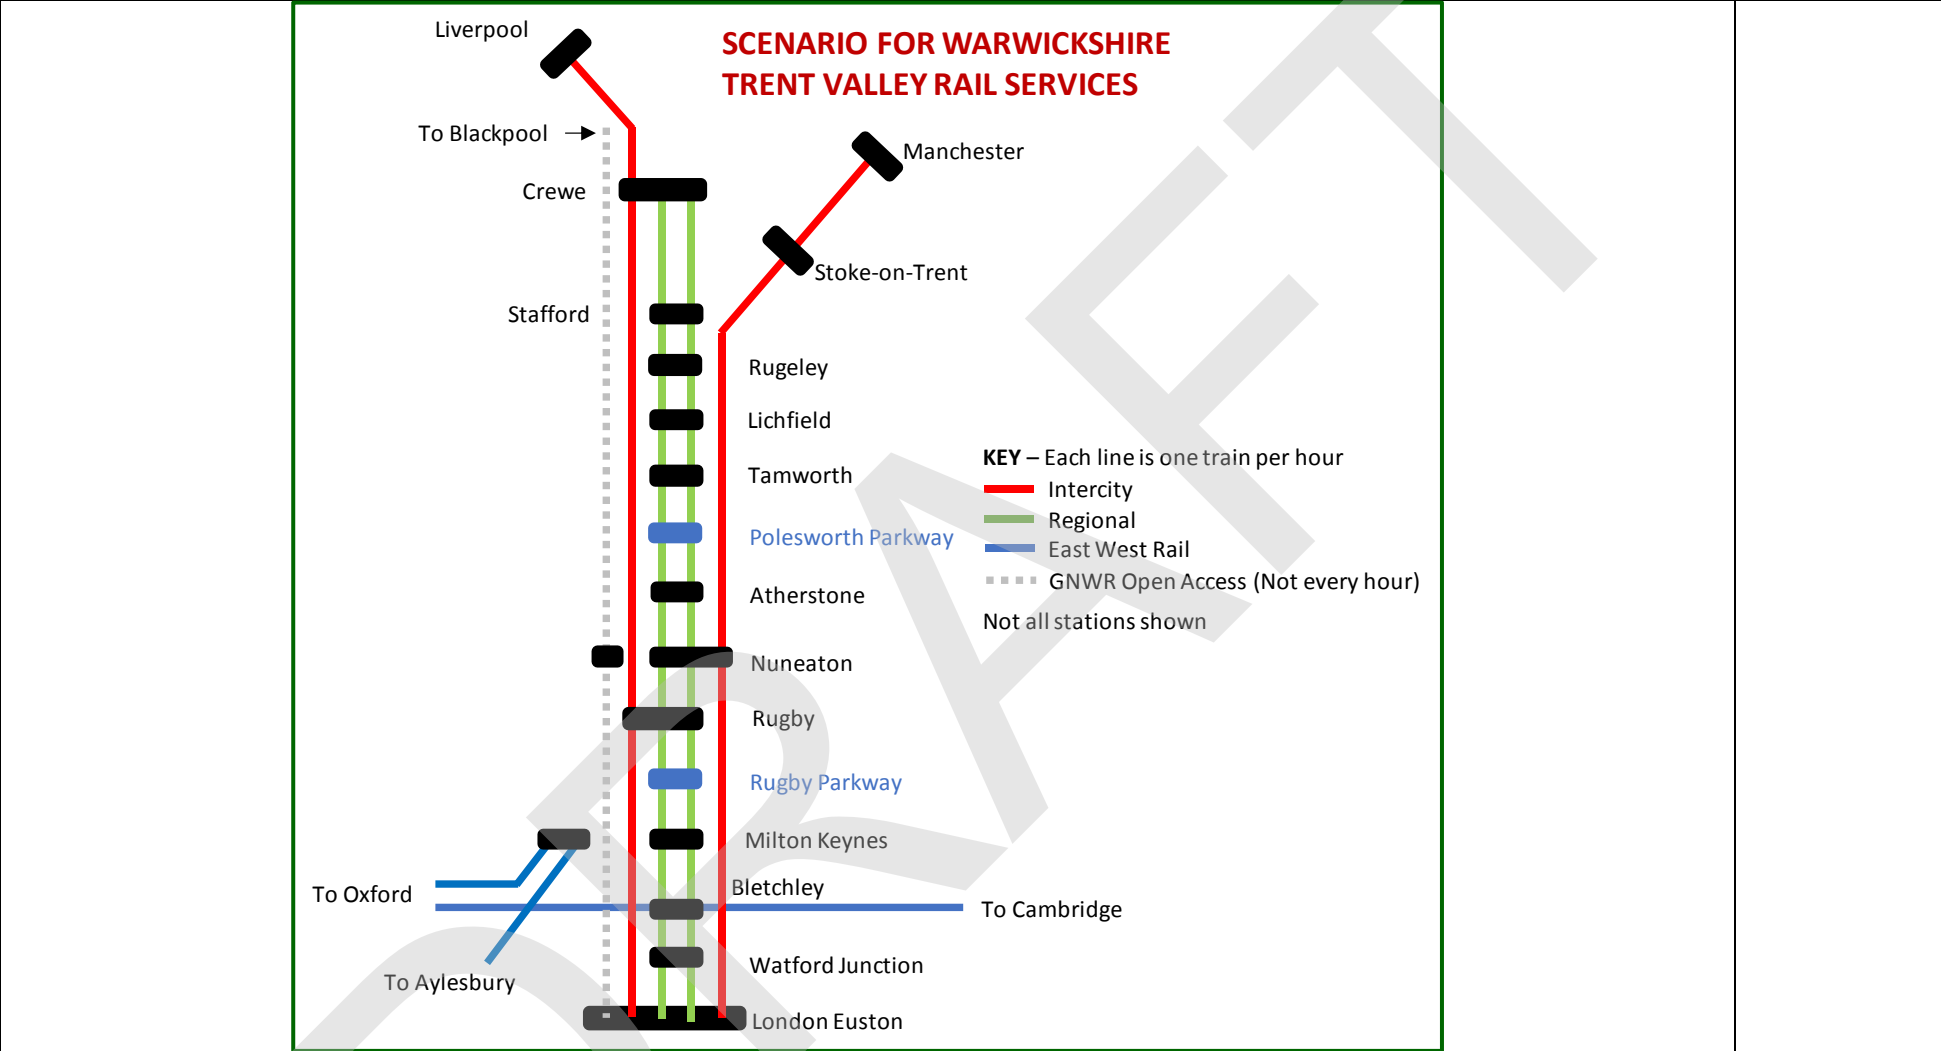 SCENARIO FOR WARWICKSHIRE
TRENT VALLEY RAIL SERVICES
Liverpool
To Blackpool
Manchester
Crewe
Stoke-on-Trent
Stafford
Rugeley
Lichfield
Tamworth
Polesworth Parkway
Atherstone
Nuneaton
Rugby
Rugby Parkway
Milton Keynes
Bletchley
To Oxford
To Cambridge
Watford Junction
To Aylesbury
London Euston
KEY – Each line is one train per hour
Intercity
Regional
East West Rail
GNWR Open Access (Not every hour)
Not all stations shown
DRAFT